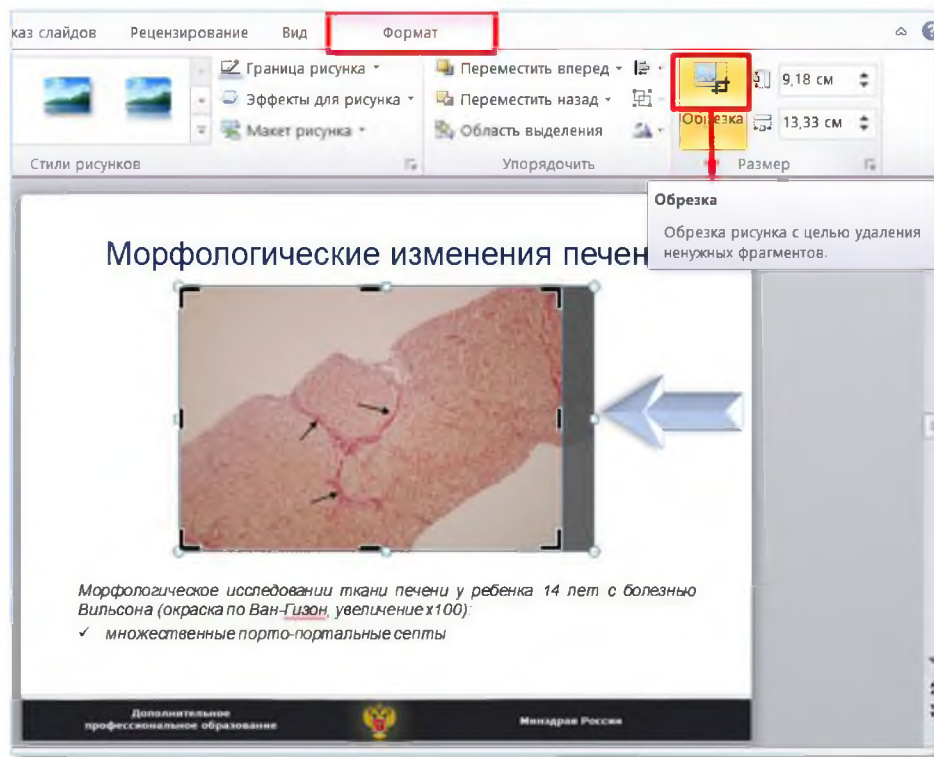 каз слайдов Рецензирование Вид Формат
Граница рисунка
Эффекты для рисунка
Макет рисунка
Стили рисунков
Переместить вперед
Переместить назад
Область выделения
Упорядочить
Обрезка
9,18 см
13,33 см
Размер
Обрезка
Обрезка рисунка с целью удаления
ненужных фрагментов.
Морфологические изменения печен
Морфологическое исследовании ткани печени у ребенка 14 лет с болезнью
Вильсона (окраска по Ван-Гизон, увеличение х100):
✓ множественные порто-портальные септы
Дополнительное
профессиональное образование
Минздрав России